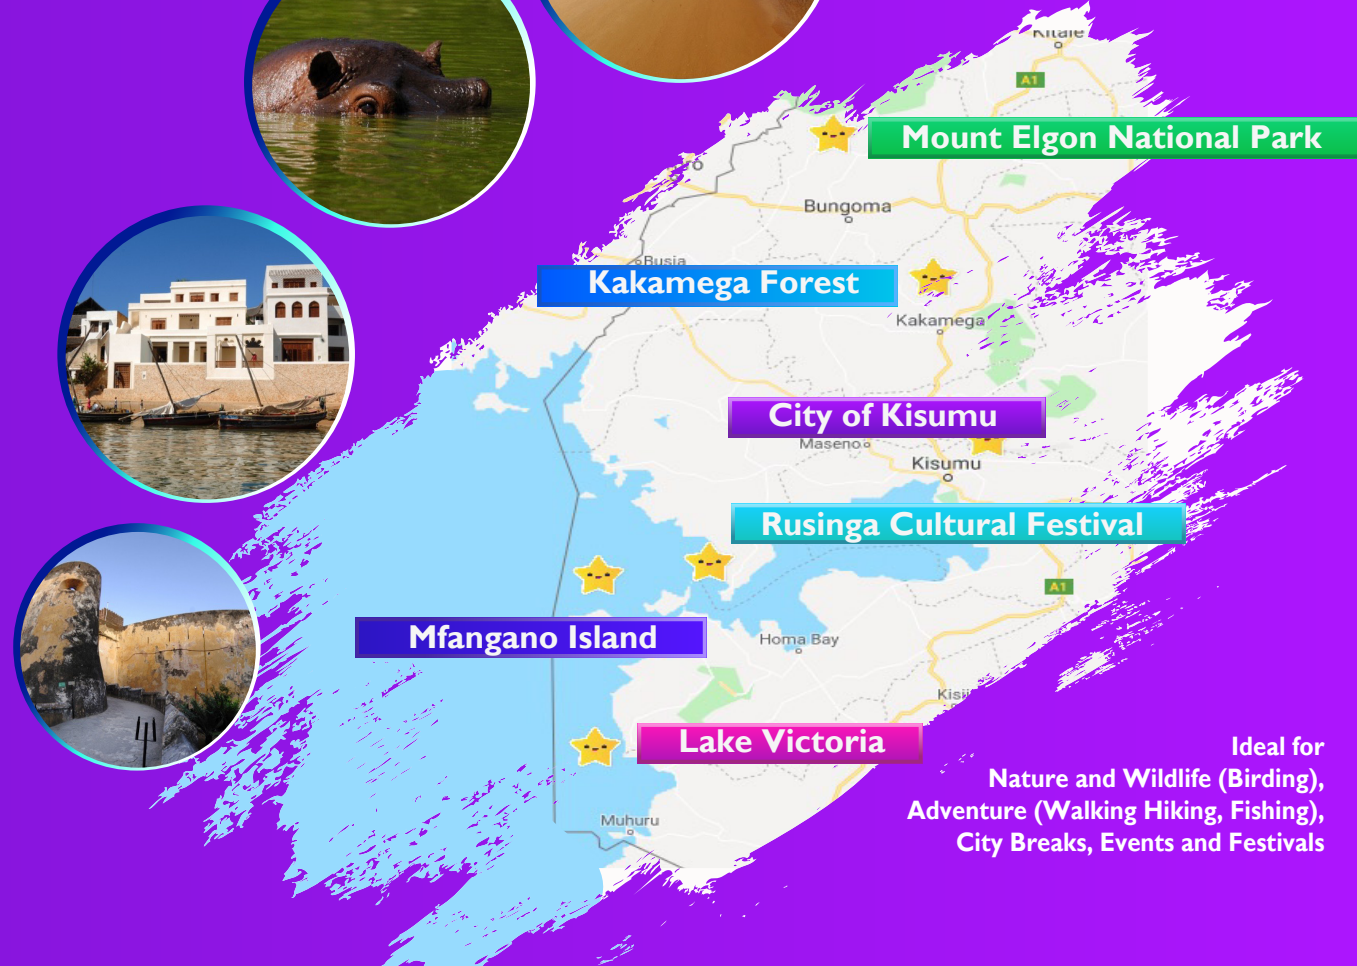 Kitale
A1
Mount Elgon National Park
Bungoma
Busia
Kakamega Forest
Kakamega
City of Kisumu
Maseno
Kisumu
Rusinga Cultural Festival
A1
Mfangano Island
Homa Bay
Lake Victoria
Muhuru
Ideal for
Nature and Wildlife (Birding),
Adventure (Walking Hiking, Fishing),
City Breaks, Events and Festivals